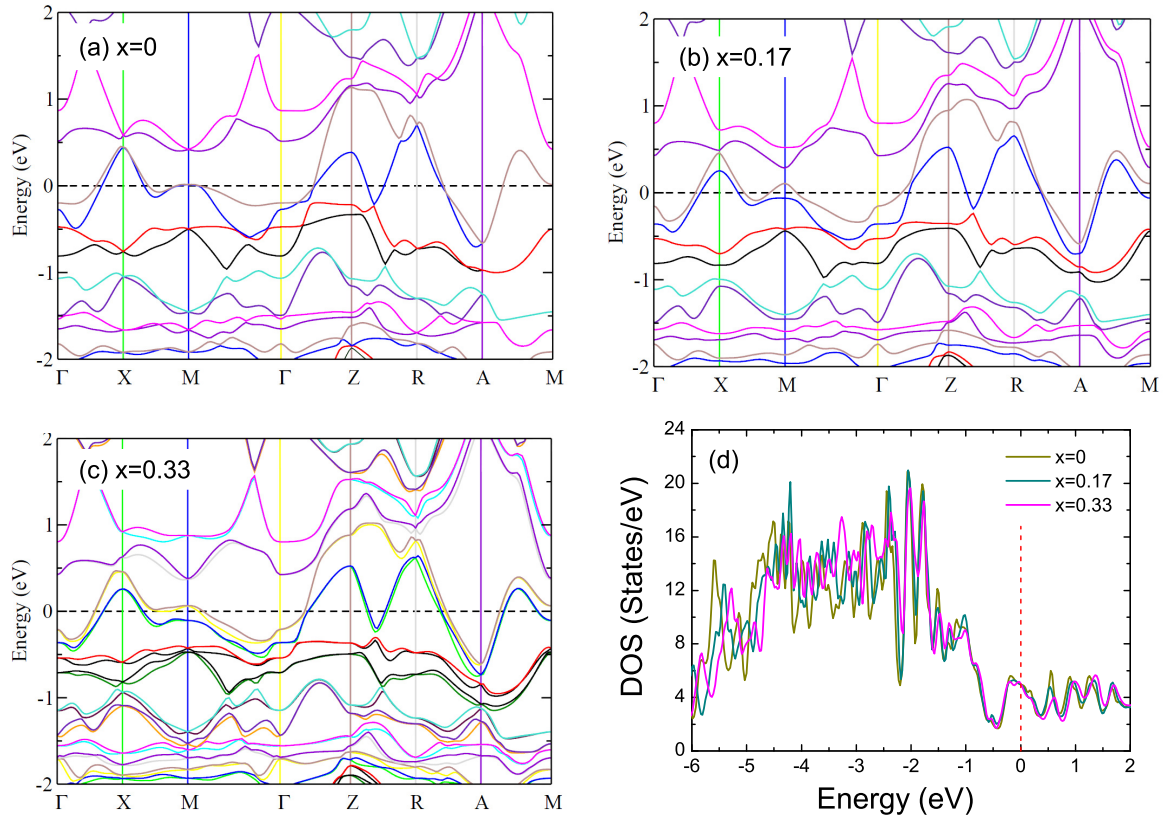 (a) x=0
Energy (eV)
2
1
0
-1
-2
Γ X M Γ Z R A M
(b) x=0.17
Energy (eV)
2
1
0
-1
-2
Γ X M Γ Z R A M
(c) x=0.33
Energy (eV)
2
1
0
-1
-2
Γ X M Γ Z R A M
(d)
x=0
x=0.17
x=0.33
DOS (States/eV)
24
20
16
12
8
4
0
-6 -5 -4 -3 -2 -1 0 1 2
Energy (eV)